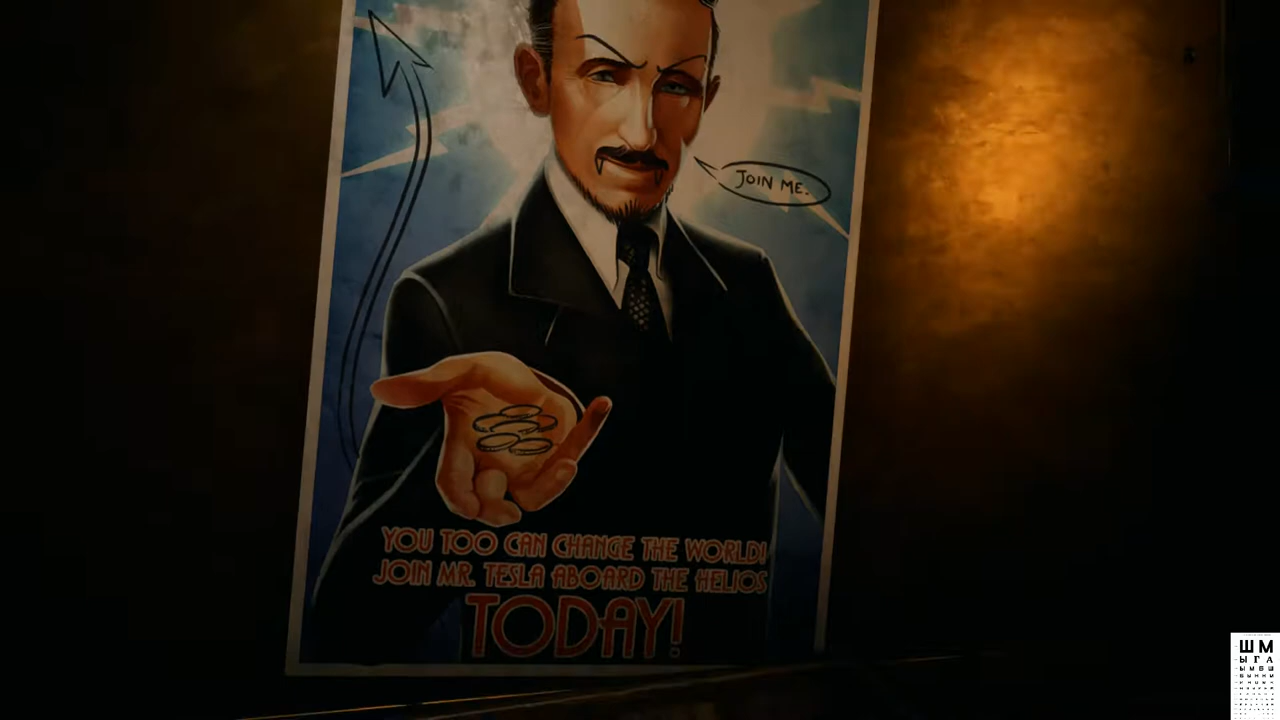 JOIN ME.
YOU TOO CAN CHANGE THE WORLD!
JOIN MR. TESLA ABOARD THE HELIOS
TODAY!
Ш М
Ы Г А
Ы М Б Ш
Б Ы Н К И